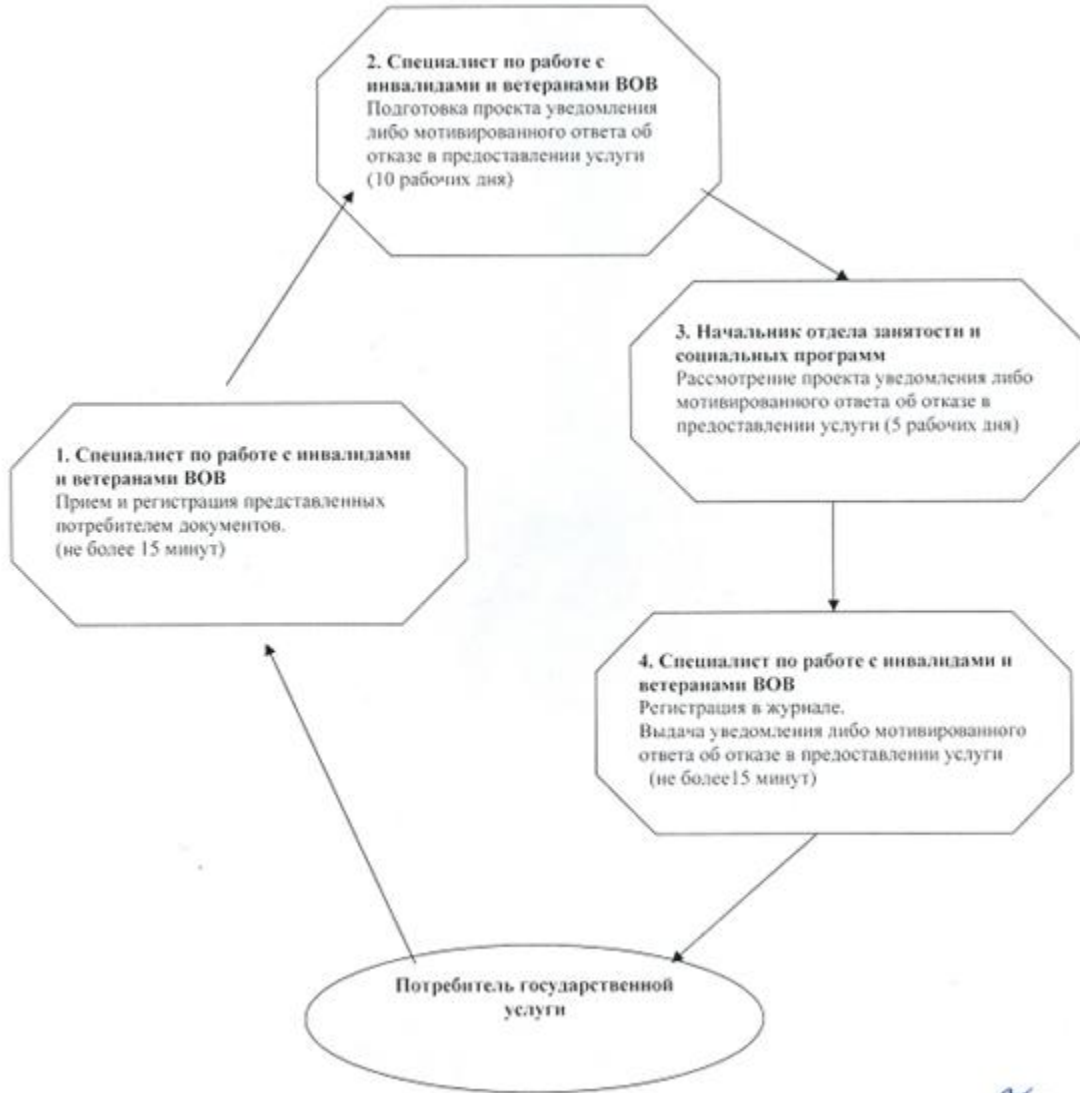 2. Специалист по работе с
инвалидами и ветеранами ВОВ
Подготовка проекта уведомления
либо мотивированного ответа об
отказе в предоставлении услуги
(10 рабочих дня)
3. Начальник отдела занятости и
социальных программ
Рассмотрение проекта уведомления либо
мотивированного ответа об отказе в
предоставлении услуги (5 рабочих дня)
1. Специалист по работе с инвалидами
и ветеранами ВОВ
Прием и регистрация представленных
потребителем документов.
(не более 15 минут)
4. Специалист по работе с инвалидами и
ветеранами ВОВ
Регистрация в журнале.
Выдача уведомления либо мотивированного
ответа об отказе в предоставлении услуги
(не более15 минут)
Потребитель государственной
услуги